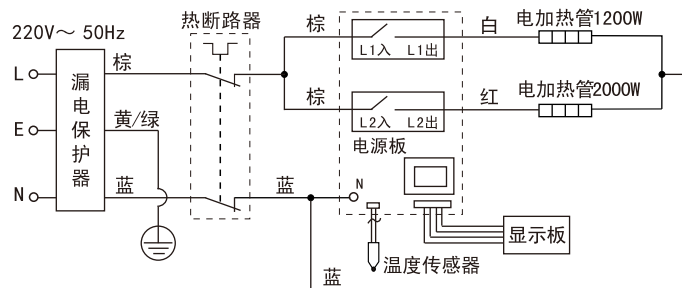 220V～ 50Hz
热断路器
棕
白
电加热管1200W
L1入 L1出
L
棕
漏电保护器
棕
红
电加热管2000W
L2入 L2出
E
黄/绿
电源板
N
蓝
蓝
N
显示板
温度传感器
蓝